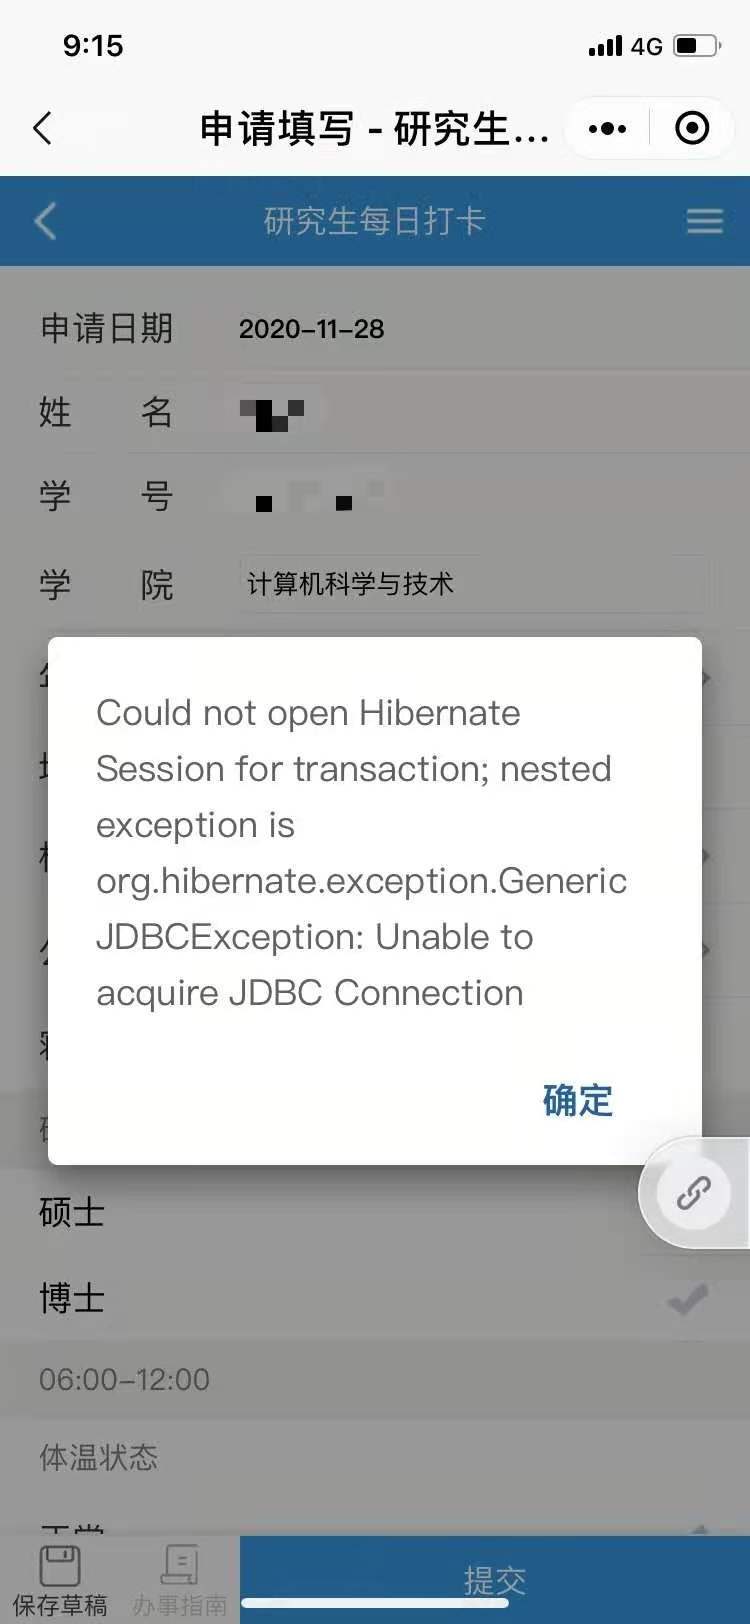 9:15
4G
申请填写 - 研究生...
研究生每日打卡
申请日期 2020-11-28
姓 名
学 号
学 院 计算机科学与技术
Could not open Hibernate
Session for transaction; nested
exception is
org.hibernate.exception.Generic
JDBCException: Unable to
acquire JDBC Connection
确定
硕士
博士
06:00-12:00
体温状态
保存草稿
办事指南
提交